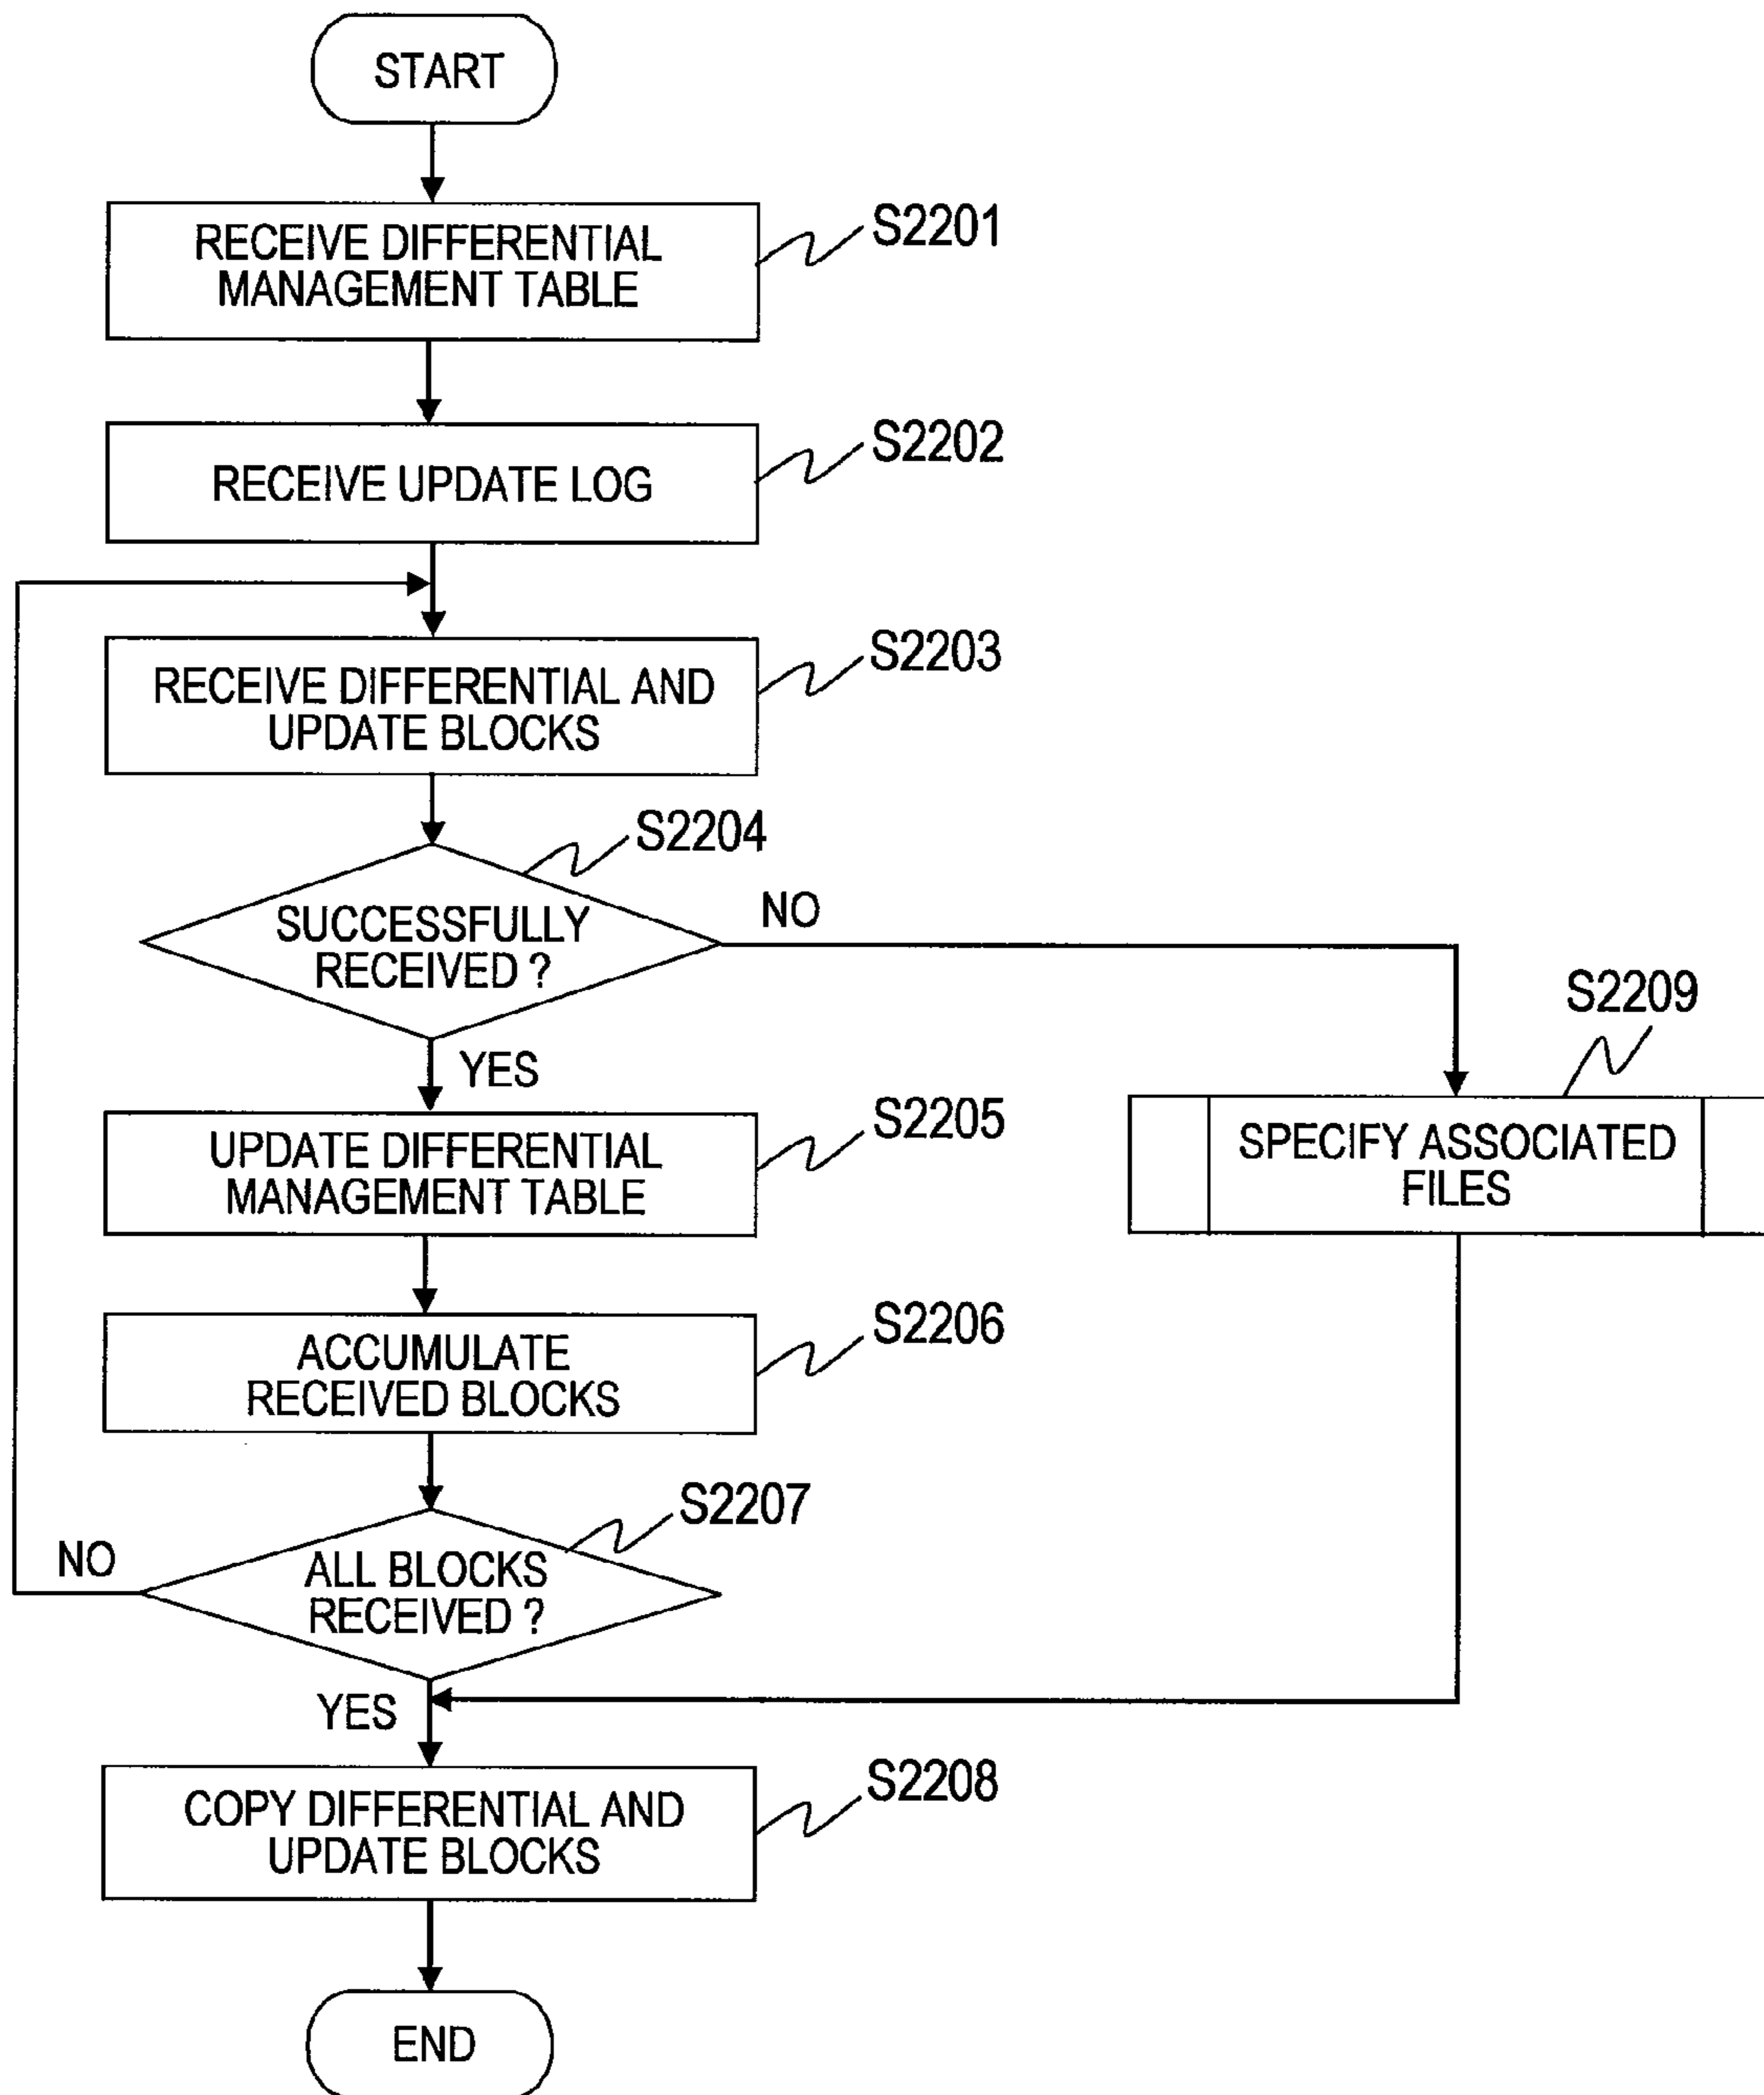 START
RECEIVE DIFFERENTIAL
MANAGEMENT TABLE
S2201
RECEIVE UPDATE LOG
S2202
RECEIVE DIFFERENTIAL AND
UPDATE BLOCKS
S2203
S2204
SUCCESSFULLY
RECEIVED ?
NO
YES
S2209
SPECIFY ASSOCIATED
FILES
UPDATE DIFFERENTIAL
MANAGEMENT TABLE
S2205
ACCUMULATE
RECEIVED BLOCKS
S2206
S2207
ALL BLOCKS
RECEIVED ?
NO
YES
COPY DIFFERENTIAL AND
UPDATE BLOCKS
S2208
END